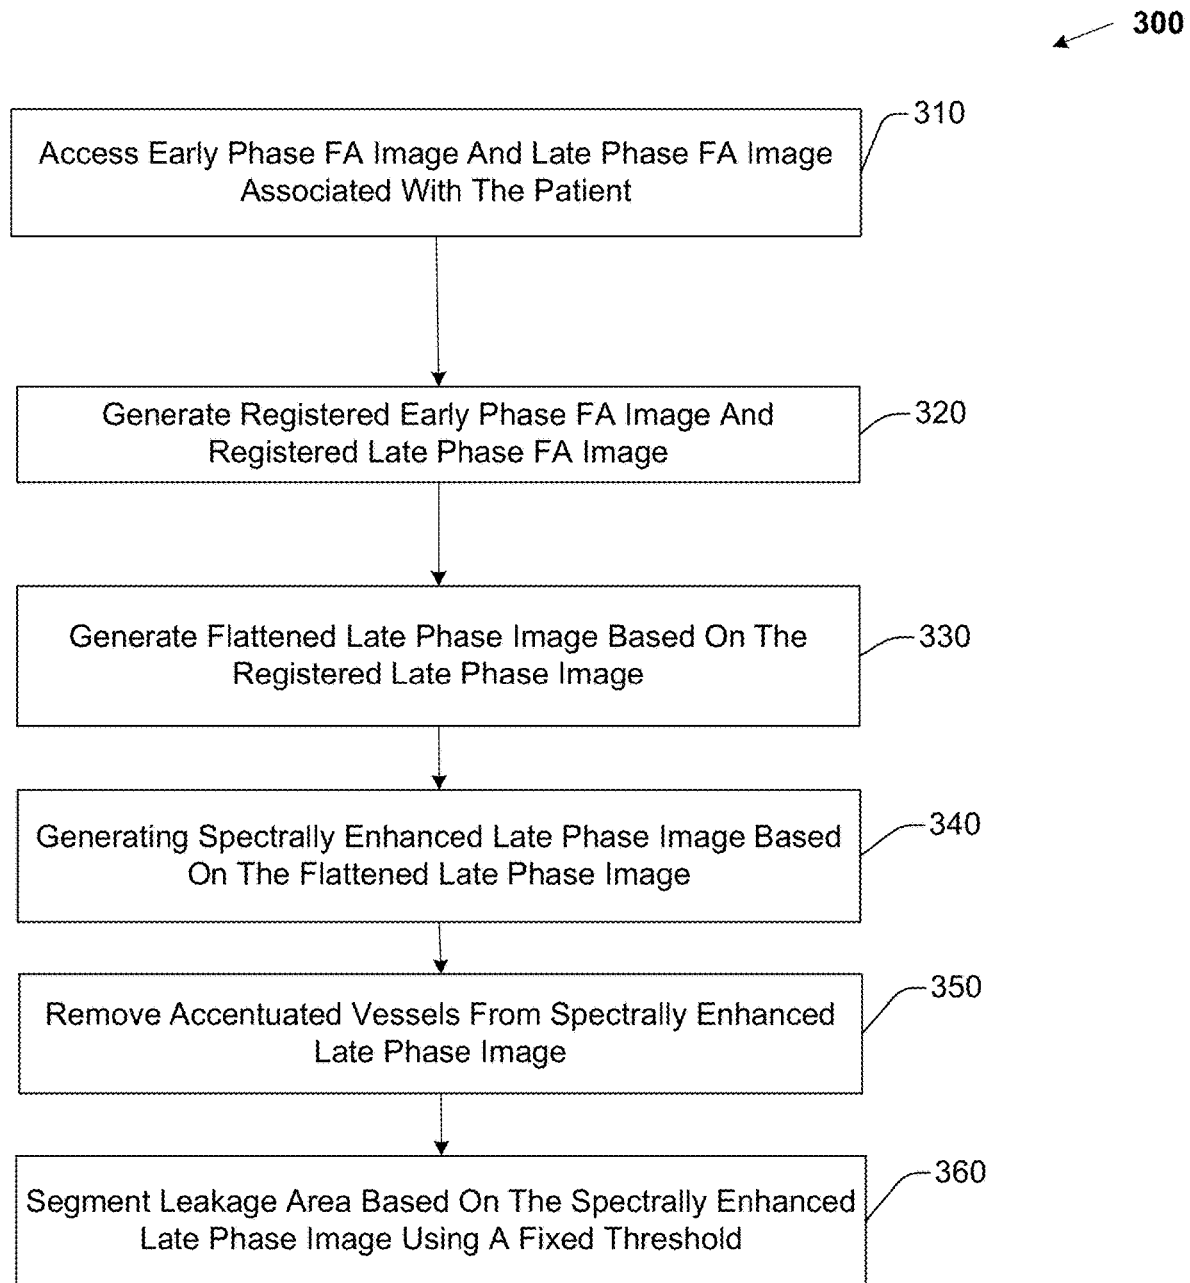 300
310
Access Early Phase FA Image And Late Phase FA Image
Associated With The Patient
320
Generate Registered Early Phase FA Image And
Registered Late Phase FA Image
330
Generate Flattened Late Phase Image Based On The
Registered Late Phase Image
340
Generating Spectrally Enhanced Late Phase Image Based
On The Flattened Late Phase Image
350
Remove Accentuated Vessels From Spectrally Enhanced
Late Phase Image
360
Segment Leakage Area Based On The Spectrally Enhanced
Late Phase Image Using A Fixed Threshold